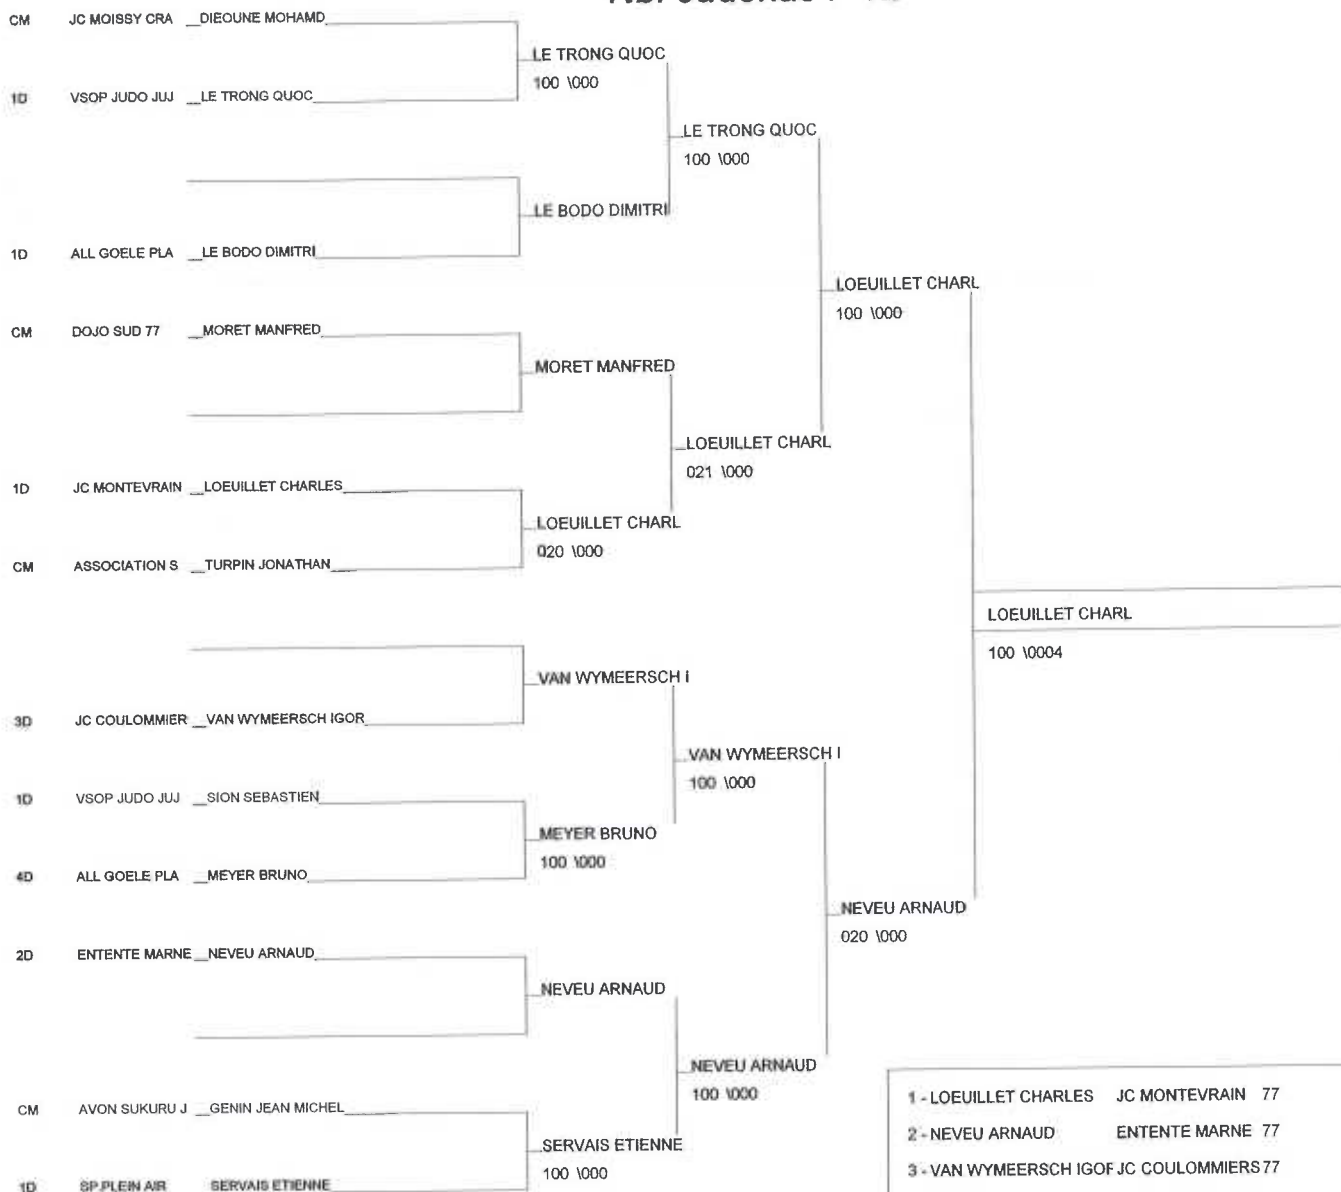 CM JC MOISSY CRA DIEOUNE MOHAMD
LE TRONG QUOC
100 \000
1D VSOP JUDO JUJ LE TRONG QUOC
LE TRONG QUOC
100 \000
LE BODO DIMITRI
1D ALL GOELE PLA LE BODO DIMITRI
LOEUILLET CHARL
100 \000
CM DOJO SUD 77 MORET MANFRED
MORET MANFRED
LOEUILLET CHARL
021 \000
1D JC MONTEVRAIN LOEUILLET CHARLES
LOEUILLET CHARL
020 \000
CM ASSOCIATION S TURPIN JONATHAN
LOEUILLET CHARL
100 \0004
VAN WYMEERSCH I
3D JC COULOMMIER VAN WYMEERSCH IGOR
VAN WYMEERSCH I
100 \000
1D VSOP JUDO JUJ SION SEBASTIEN
MEYER BRUNO
100 \000
4D ALL GOELE PLA MEYER BRUNO
NEVEU ARNAUD
020 \000
2D ENTENTE MARNE NEVEU ARNAUD
NEVEU ARNAUD
NEVEU ARNAUD
100 \000
CM AVON SUKURU J GENIN JEAN MICHEL
SERVAIS ETIENNE
100 \000
1D SP.PLEIN AIR SERVAIS ETIENNE
1 - LOEUILLET CHARLES JC MONTEVRAIN 77
2 - NEVEU ARNAUD ENTENTE MARNE 77
3 - VAN WYMEERSCH IGOF JC COULOMMIERS 77